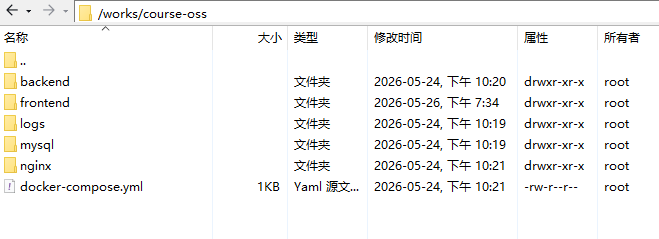 /works/course-oss
名称 大小 类型 修改时间 属性 所有者
..
backend 文件夹 2026-05-24, 下午 10:20 drwxr-xr-x root
frontend 文件夹 2026-05-26, 下午 7:34 drwxr-xr-x root
logs 文件夹 2026-05-24, 下午 10:19 drwxr-xr-x root
mysql 文件夹 2026-05-24, 下午 10:19 drwxr-xr-x root
nginx 文件夹 2026-05-24, 下午 10:21 drwxr-xr-x root
docker-compose.yml 1KB Yaml 源文... 2026-05-24, 下午 10:21 -rw-r--r-- root